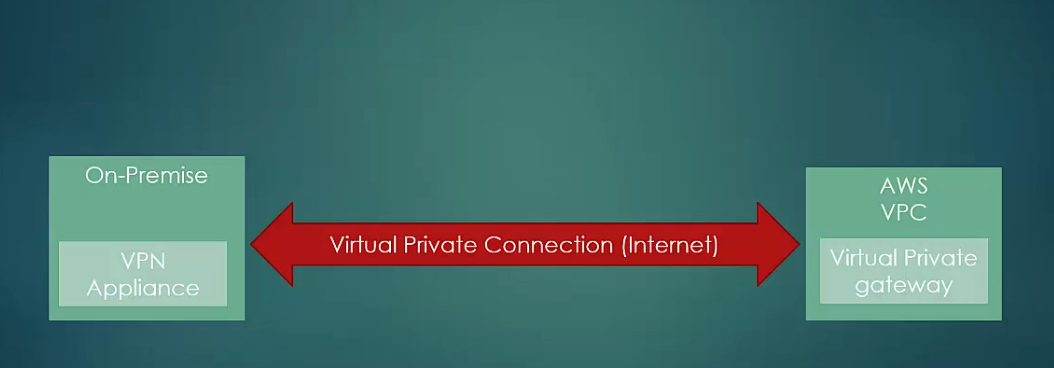 On-Premise
VPN
Appliance
Virtual Private Connection (Internet)
AWS
VPC
Virtual Private
gateway